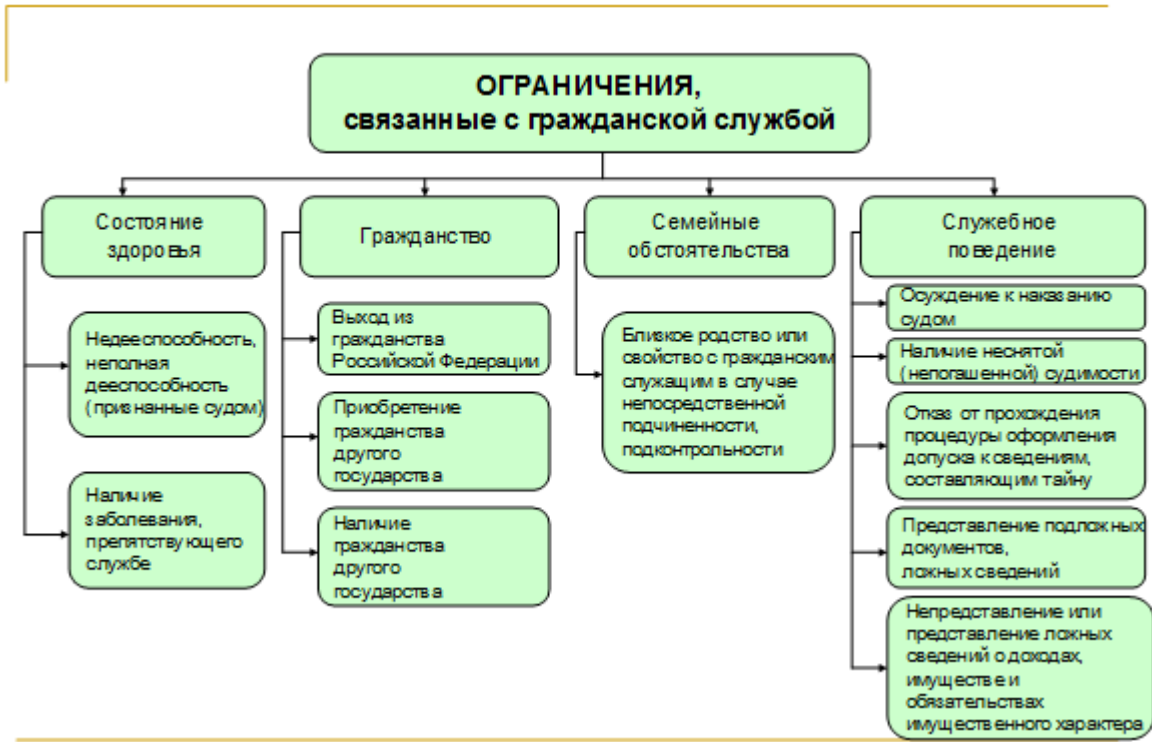 ОГРАНИЧЕНИЯ,
связанные с гражданской службой
Состояние
здоровья
Недееспособность,
неполная
дееспособность
(признанные судом)
Наличие
заболевания,
препятствующего
службе
Гражданство
Выход из
гражданства
Российской Федерации
Приобретение
гражданства
другого
государства
Наличие
гражданства
другого
государства
Семейные
обстоятельства
Близкое родство или
свойство с гражданским
служащим в случае
непосредственной
подчиненности,
подконтрольности
Служебное
поведение
Осуждение к наказанию
судом
Наличие неснятой
(непогашенной) судимости
Отказ от прохождения
процедуры оформления
допуска к сведениям,
составляющим тайну
Представление подложных
документов,
ложных сведений
Непредставление или
представление ложных
сведений о доходах,
имуществе и
обязательствах
имущественного характера